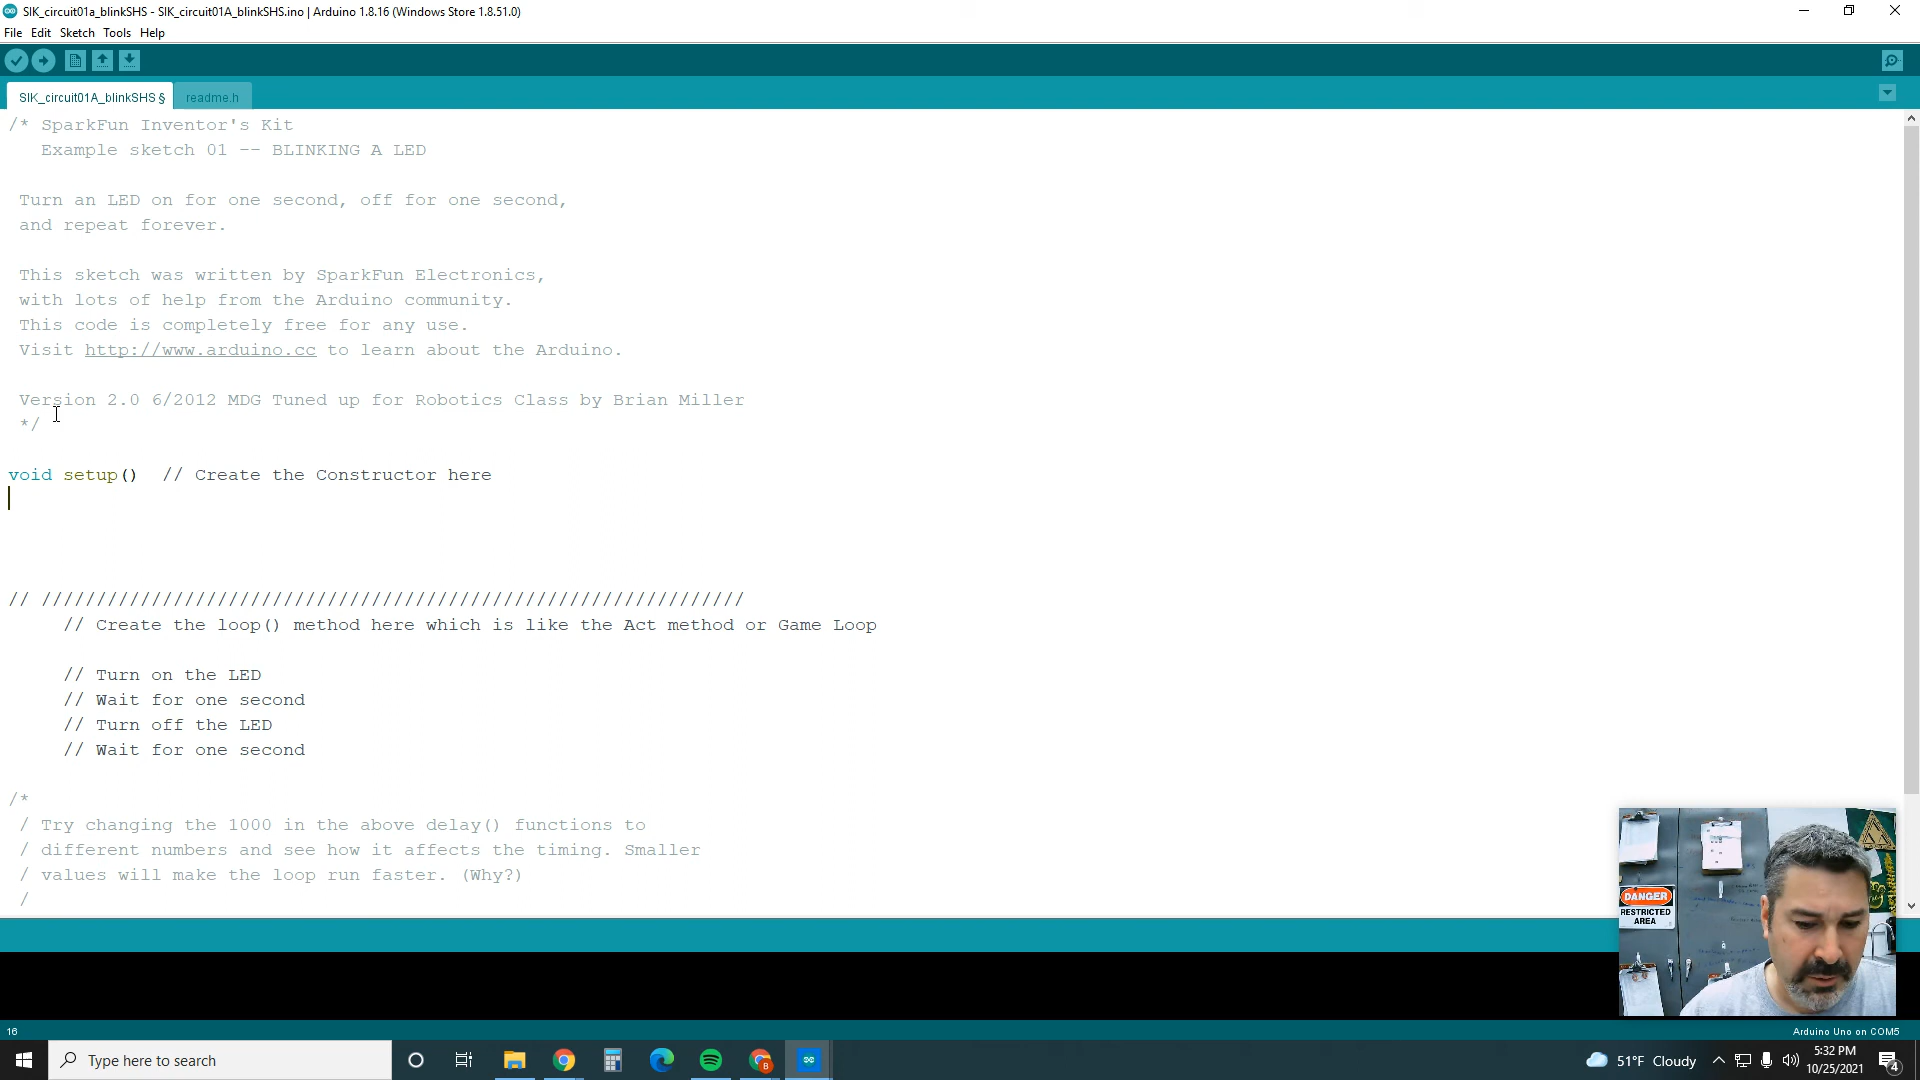 SIK_circuit01a_blinkSHS - SIK_circuit01A_blinkSHS.ino | Arduino 1.8.16 (Windows Store 1.8.51.0)
File Edit Sketch Tools Help
SIK_circuit01A_blinkSHS § readme.h
/* SparkFun Inventor's Kit
Example sketch 01 -- BLINKING A LED
Turn an LED on for one second, off for one second,
and repeat forever.
This sketch was written by SparkFun Electronics,
with lots of help from the Arduino community.
This code is completely free for any use.
Visit http://www.arduino.cc to learn about the Arduino.
Version 2.0 6/2012 MDG Tuned up for Robotics Class by Brian Miller
*/
void setup() // Create the Constructor here
// ////////////////////////////////////////////////////////////////
// Create the loop() method here which is like the Act method or Game Loop
// Turn on the LED
// Wait for one second
// Turn off the LED
// Wait for one second
/*
/ Try changing the 1000 in the above delay() functions to
/ different numbers and see how it affects the timing. Smaller
/ values will make the loop run faster. (Why?)
/
DANGER
RESTRICTED
AREA
16
Arduino Uno on COM5
Type here to search
51°F Cloudy
5:32 PM
10/25/2021
4